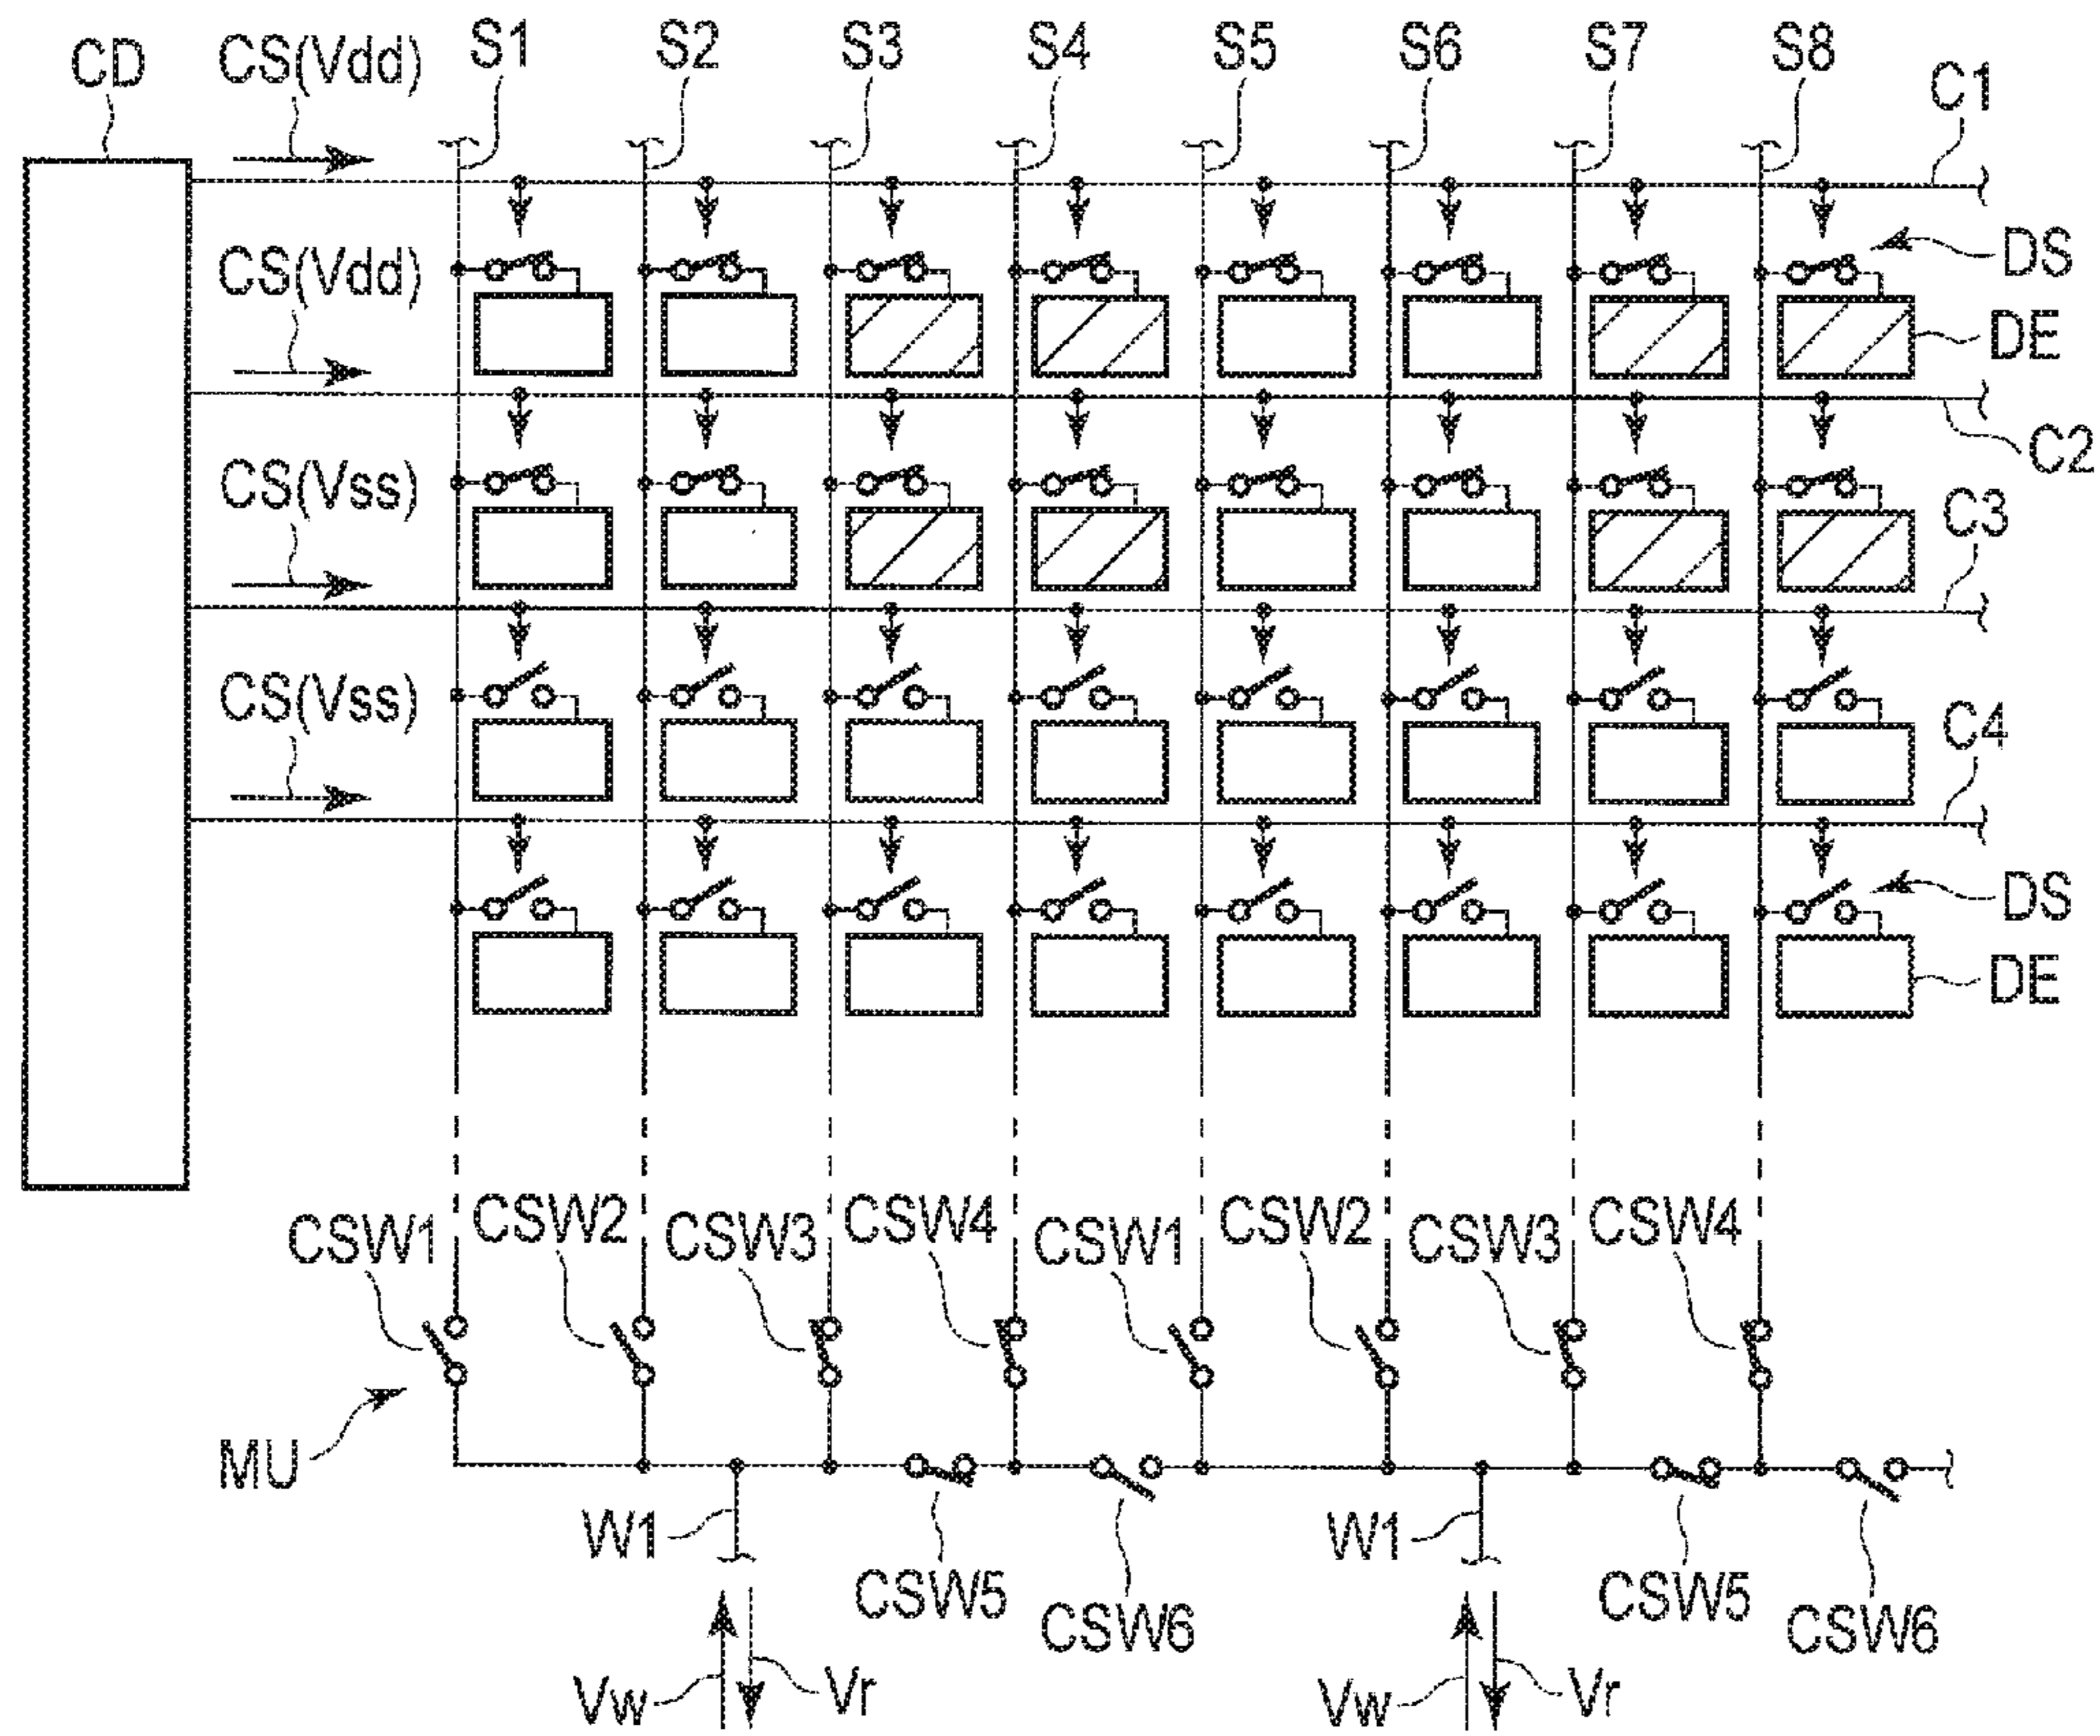 CD
CS(Vdd)
S1
S2
S3
S4
S5
S6
S7
S8
C1
CS(Vdd)
DS
DE
C2
CS(Vss)
C3
CS(Vss)
C4
DS
DE
CSW1
CSW2
CSW3
CSW4
CSW1
CSW2
CSW3
CSW4
MU
W1
CSW5
CSW6
W1
CSW5
CSW6
Vw
Vr
Vw
Vr